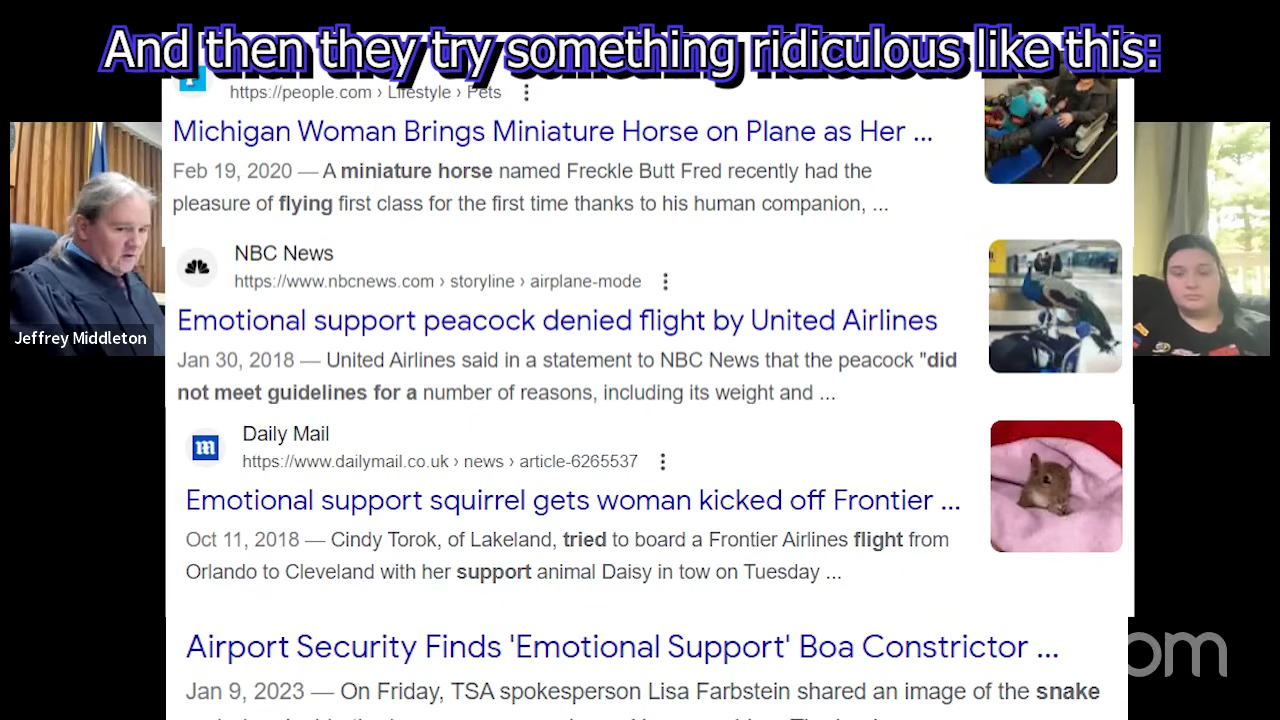 And then they try something ridiculous like this:
https://people.com › Lifestyle › Pets
Michigan Woman Brings Miniature Horse on Plane as Her ...
Feb 19, 2020 — A miniature horse named Freckle Butt Fred recently had the
pleasure of flying first class for the first time thanks to his human companion, ...
NBC News
https://www.nbcnews.com › storyline › airplane-mode
Emotional support peacock denied flight by United Airlines
Jan 30, 2018 — United Airlines said in a statement to NBC News that the peacock "did
not meet guidelines for a number of reasons, including its weight and ...
Jeffrey Middleton
Daily Mail
https://www.dailymail.co.uk › news › article-6265537
Emotional support squirrel gets woman kicked off Frontier ...
Oct 11, 2018 — Cindy Torok, of Lakeland, tried to board a Frontier Airlines flight from
Orlando to Cleveland with her support animal Daisy in tow on Tuesday ...
Airport Security Finds 'Emotional Support' Boa Constrictor ...
om
Jan 9, 2023 — On Friday, TSA spokesperson Lisa Farbstein shared an image of the snake